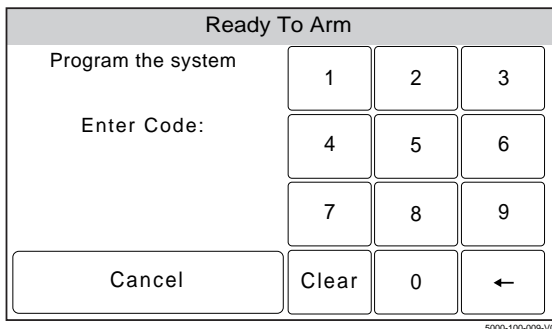 Ready To Arm
Program the system
Enter Code:
1 2 3
4 5 6
7 8 9
Cancel Clear 0 ←